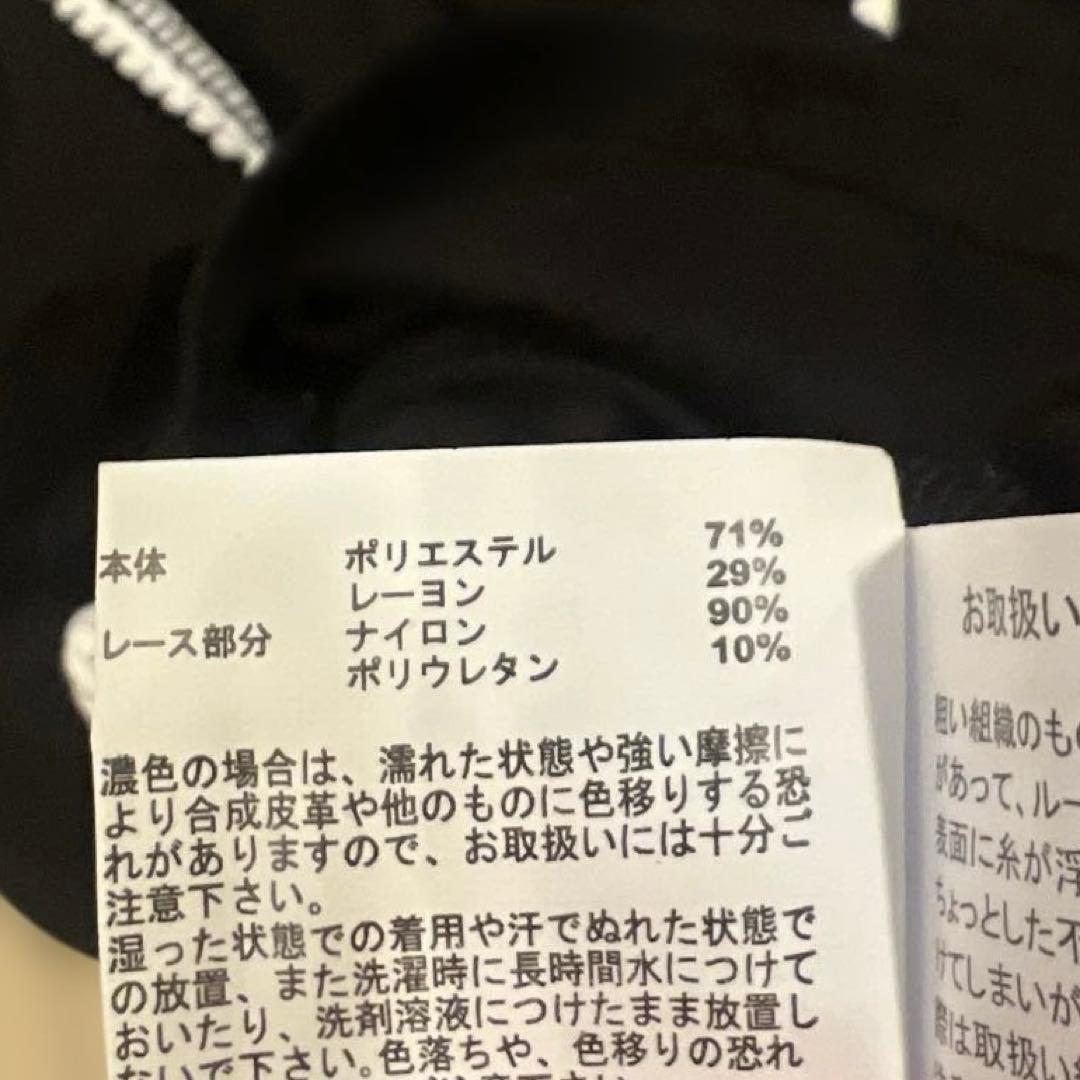 本体 ポリエステル 71%
レーヨン 29%
レース部分 ナイロン 90%
ポリウレタン 10%
濃色の場合は、濡れた状態や強い摩擦に
より合成皮革や他のものに色移りする恐
れがありますので、お取扱いには十分ご
注意下さい。
湿った状態での着用や汗でぬれた状態で
の放置、また洗濯時に長時間水につけて
おいたり、洗剤溶液につけたまま放置し
ないで下さい。色落ちや、色移りの恐れ
お取扱い
粗い組織のもの
があって、ルー
表面に糸が浮
ちょっとした不
けてしまいが
際は取扱い